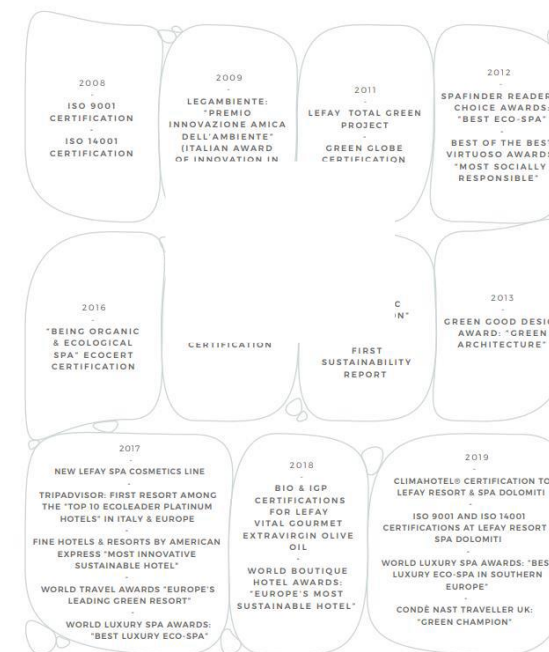 2008
-
ISO 9001
CERTIFICATION
-
ISO 14001
CERTIFICATION
2009
-
LEGAMBIENTE:
"PREMIO
INNOVAZIONE AMICA
DELL'AMBIENTE"
(ITALIAN AWARD
OF INNOVATION IN
2011
-
LEFAY TOTAL GREEN
PROJECT
-
GREEN GLOBE
CERTIFICATION
2012
-
SPAFINDER READER
CHOICE AWARDS:
"BEST ECO-SPA"
-
BEST OF THE BEST
VIRTUOSO AWARD
"MOST SOCIALLY
RESPONSIBLE"
2016
-
"BEING ORGANIC
& ECOLOGICAL
SPA" ECOCERT
CERTIFICATION
CERTIFICATION
C
ON"
FIRST
SUSTAINABILITY
REPORT
2013
-
GREEN GOOD DESI
AWARD: "GREEN
ARCHITECTURE"
2017
-
NEW LEFAY SPA COSMETICS LINE
-
TRIPADVISOR: FIRST RESORT AMONG
THE "TOP 10 ECOLEADER PLATINUM
HOTELS" IN ITALY & EUROPE
-
FINE HOTELS & RESORTS BY AMERICAN
EXPRESS "MOST INNOVATIVE
SUSTAINABLE HOTEL"
-
WORLD TRAVEL AWARDS "EUROPE'S
LEADING GREEN RESORT"
-
WORLD LUXURY SPA AWARDS:
"BEST LUXURY ECO-SPA"
2018
-
BIO & IGP
CERTIFICATIONS
FOR LEFAY
VITAL GOURMET
EXTRAVIRGIN OLIVE
OIL
-
WORLD BOUTIQUE
HOTEL AWARDS:
"EUROPE'S MOST
SUSTAINABLE HOTEL"
2019
-
CLIMAHOTEL® CERTIFICATION TO
LEFAY RESORT & SPA DOLOMITI
-
ISO 9001 AND ISO 14001
CERTIFICATIONS AT LEFAY RESORT
SPA DOLOMITI
-
WORLD LUXURY SPA AWARDS: "BES
LUXURY ECO-SPA IN SOUTHERN
EUROPE"
-
CONDÈ NAST TRAVELLER UK:
"GREEN CHAMPION"